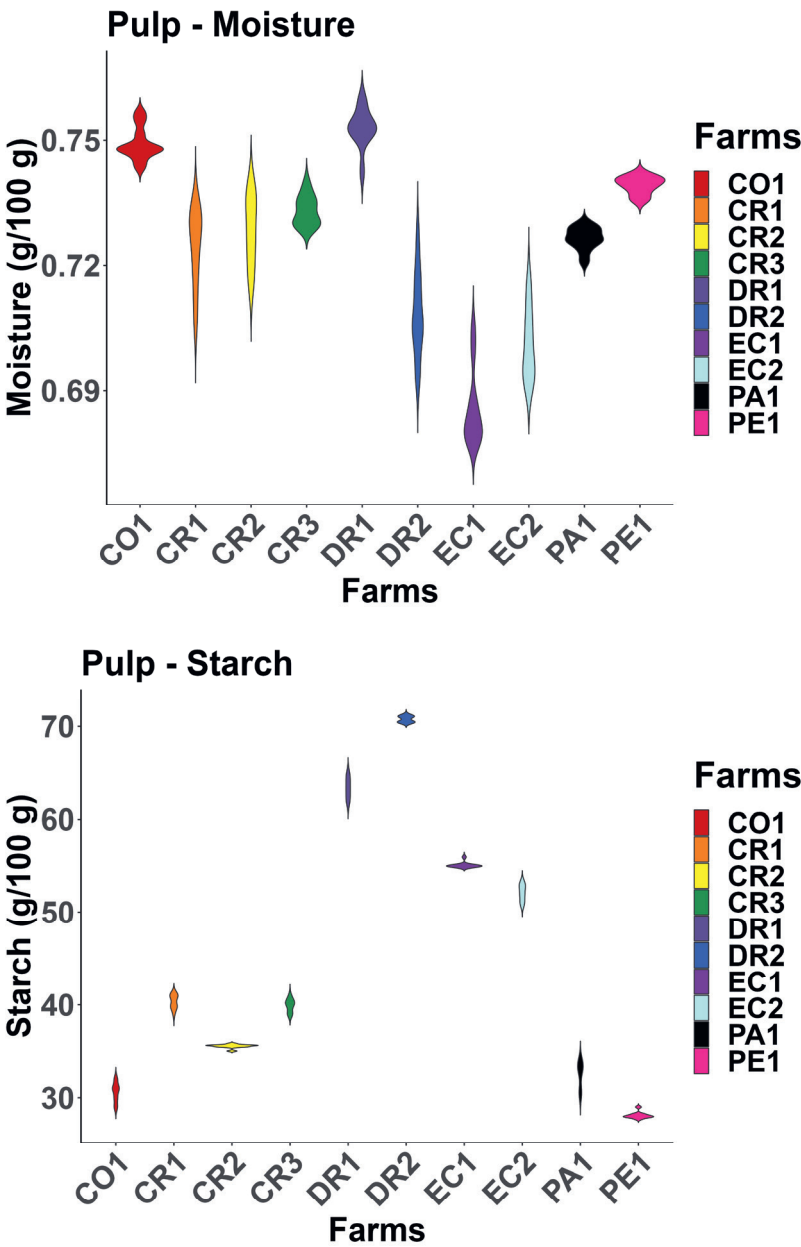 Pulp - Moisture
Moisture (g/100 g)
0.75
0.72
0.69
CO1 CR1 CR2 CR3 DR1 DR2 EC1 EC2 PA1 PE1
Farms
Farms
CO1
CR1
CR2
CR3
DR1
DR2
EC1
EC2
PA1
PE1
Pulp - Starch
Starch (g/100 g)
70
60
50
40
30
CO1 CR1 CR2 CR3 DR1 DR2 EC1 EC2 PA1 PE1
Farms
Farms
CO1
CR1
CR2
CR3
DR1
DR2
EC1
EC2
PA1
PE1